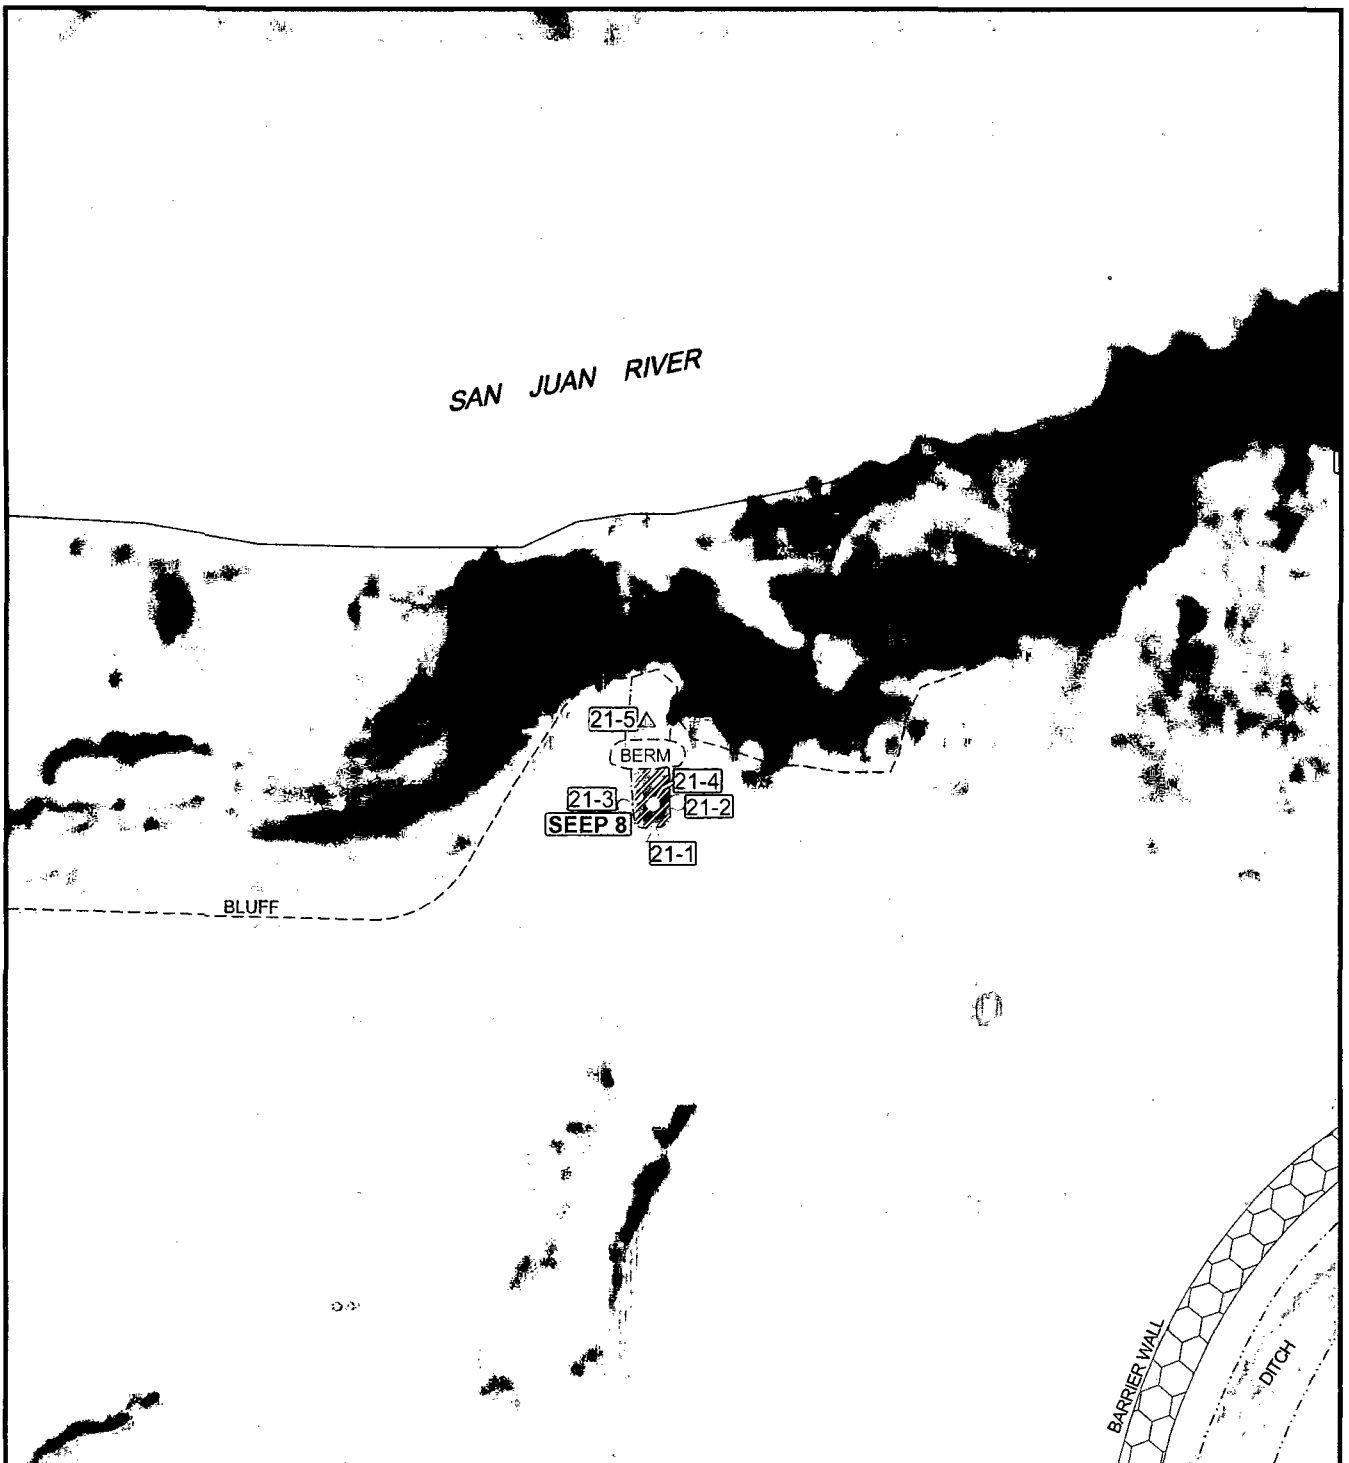 SAN JUAN RIVER
21-5
BERM
21-4
21-3
21-2
SEEP 8
21-1
BLUFF
BARRIER WALL
DITCH